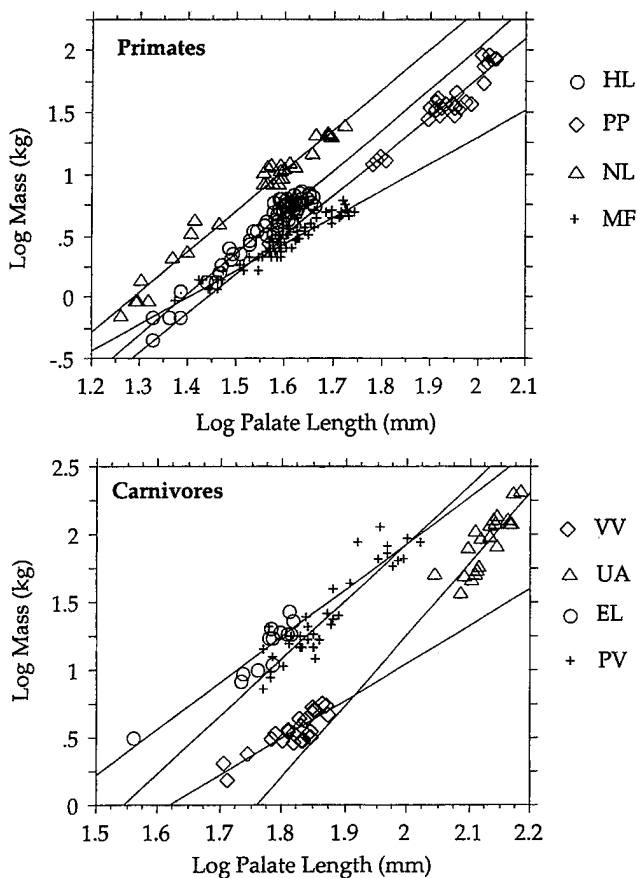 Primates
Log Mass (kg)
2
1.5
1
.5
0
-.5
1.2 1.3 1.4 1.5 1.6 1.7 1.8 1.9 2 2.1
Log Palate Length (mm)
HL
PP
NL
MF
Carnivores
Log Mass (kg)
2.5
2
1.5
1
.5
0
1.5 1.6 1.7 1.8 1.9 2 2.1 2.2
Log Palate Length (mm)
VV
UA
EL
PV